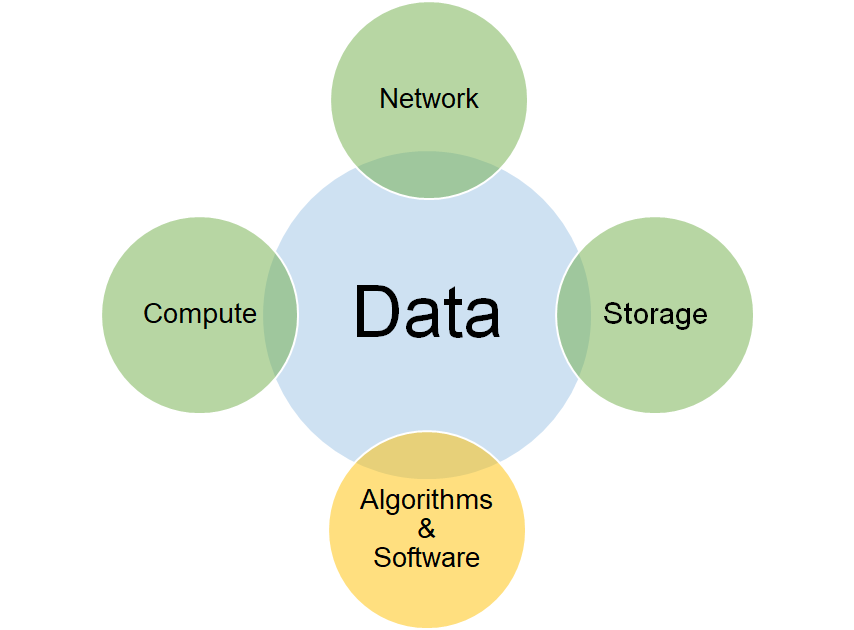 Network
Compute
Data
Storage
Algorithms
&
Software